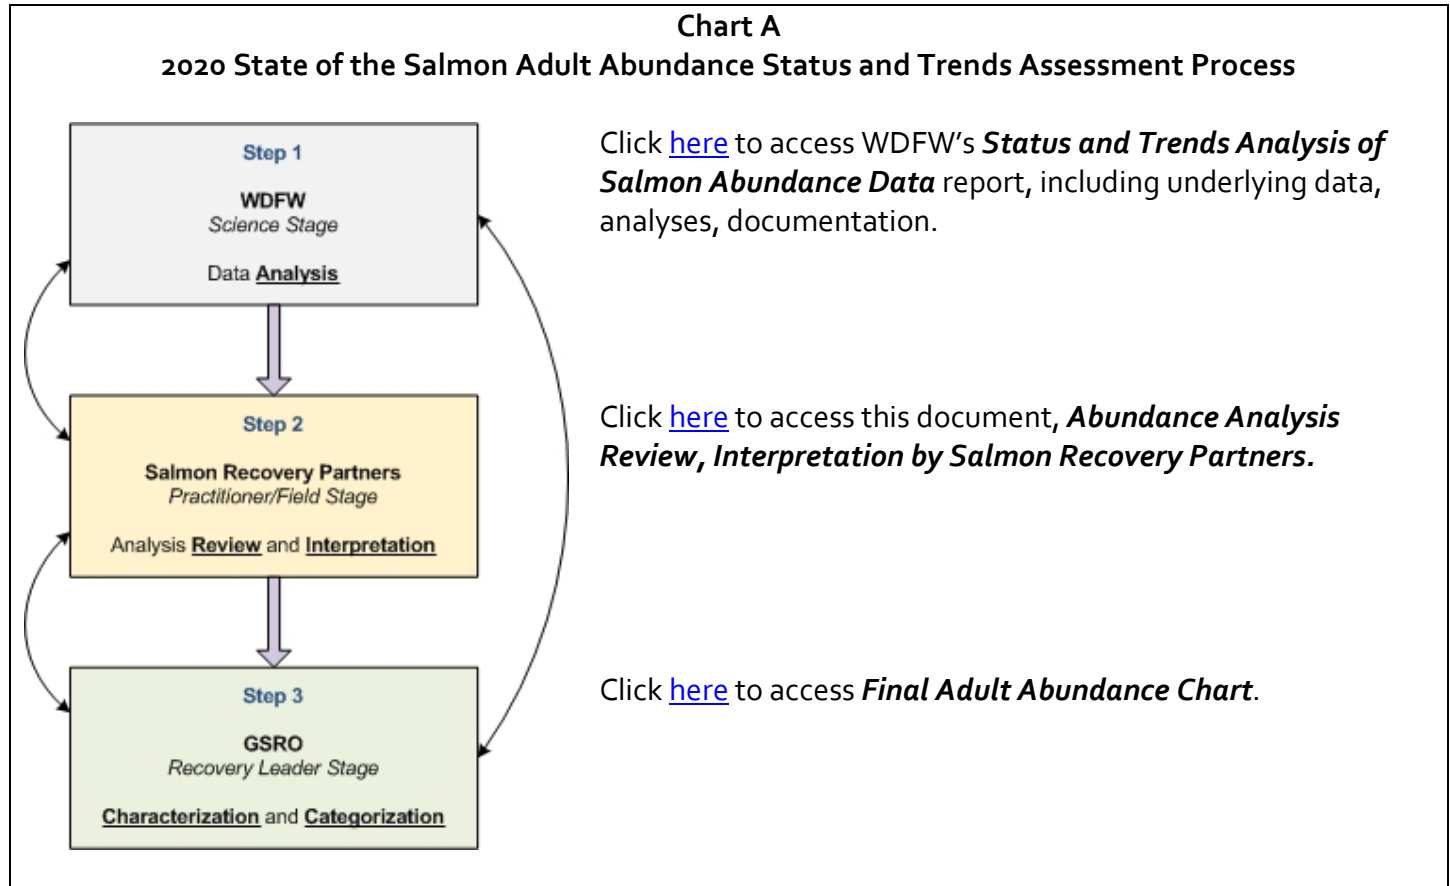 Chart A
2020 State of the Salmon Adult Abundance Status and Trends Assessment Process
Step 1
WDFW
Science Stage
Data Analysis
Click here to access WDFW’s Status and Trends Analysis of
Salmon Abundance Data report, including underlying data,
analyses, documentation.
Step 2
Salmon Recovery Partners
Practitioner/Field Stage
Analysis Review and Interpretation
Click here to access this document, Abundance Analysis
Review, Interpretation by Salmon Recovery Partners.
Step 3
GSRO
Recovery Leader Stage
Characterization and Categorization
Click here to access Final Adult Abundance Chart.